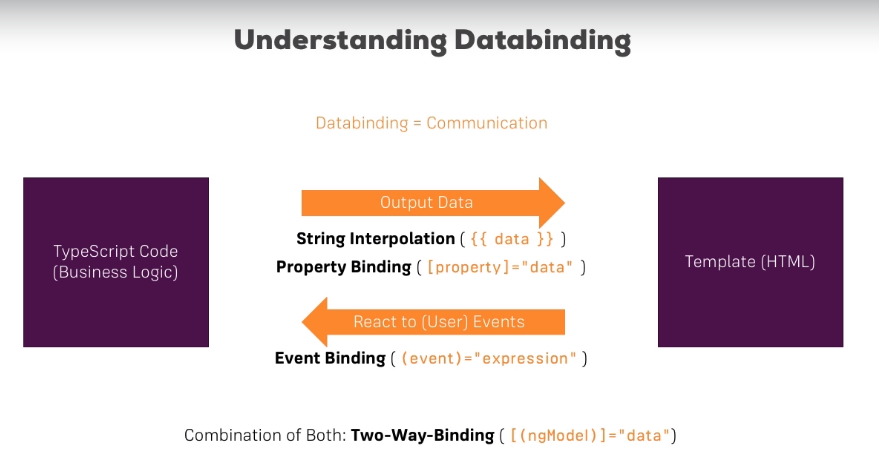 Understanding Databinding
Databinding = Communication
TypeScript Code
(Business Logic)
Output Data
String Interpolation ( {{ data }} )
Property Binding ( [property]="data" )
React to (User) Events
Event Binding ( (event)="expression" )
Template (HTML)
Combination of Both: Two-Way-Binding ( [(ngModel)]="data")